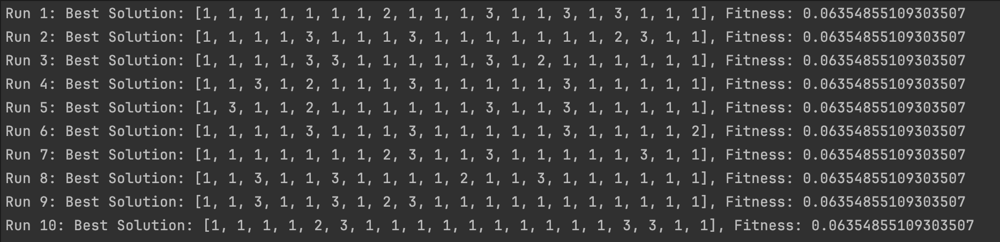 Run 1: Best Solution: [1, 1, 1, 1, 1, 1, 1, 2, 1, 1, 1, 3, 1, 1, 3, 1, 3, 1, 1, 1], Fitness: 0.06354855109303507
Run 2: Best Solution: [1, 1, 1, 1, 3, 1, 1, 1, 3, 1, 1, 1, 1, 1, 1, 1, 2, 3, 1, 1], Fitness: 0.06354855109303507
Run 3: Best Solution: [1, 1, 1, 1, 3, 3, 1, 1, 1, 1, 1, 3, 1, 2, 1, 1, 1, 1, 1, 1], Fitness: 0.06354855109303507
Run 4: Best Solution: [1, 1, 3, 1, 2, 1, 1, 1, 3, 1, 1, 1, 1, 1, 3, 1, 1, 1, 1, 1], Fitness: 0.06354855109303507
Run 5: Best Solution: [1, 3, 1, 1, 2, 1, 1, 1, 1, 1, 1, 3, 1, 1, 3, 1, 1, 1, 1, 1], Fitness: 0.06354855109303507
Run 6: Best Solution: [1, 1, 1, 1, 3, 1, 1, 1, 3, 1, 1, 1, 1, 1, 3, 1, 1, 1, 1, 2], Fitness: 0.06354855109303507
Run 7: Best Solution: [1, 1, 1, 1, 1, 1, 1, 2, 3, 1, 1, 3, 1, 1, 1, 1, 1, 3, 1, 1], Fitness: 0.06354855109303507
Run 8: Best Solution: [1, 1, 3, 1, 1, 3, 1, 1, 1, 1, 2, 1, 1, 3, 1, 1, 1, 1, 1, 1], Fitness: 0.06354855109303507
Run 9: Best Solution: [1, 1, 3, 1, 1, 3, 1, 2, 3, 1, 1, 1, 1, 1, 1, 1, 1, 1, 1, 1], Fitness: 0.06354855109303507
Run 10: Best Solution: [1, 1, 1, 1, 2, 3, 1, 1, 1, 1, 1, 1, 1, 1, 1, 1, 3, 3, 1, 1], Fitness: 0.06354855109303507